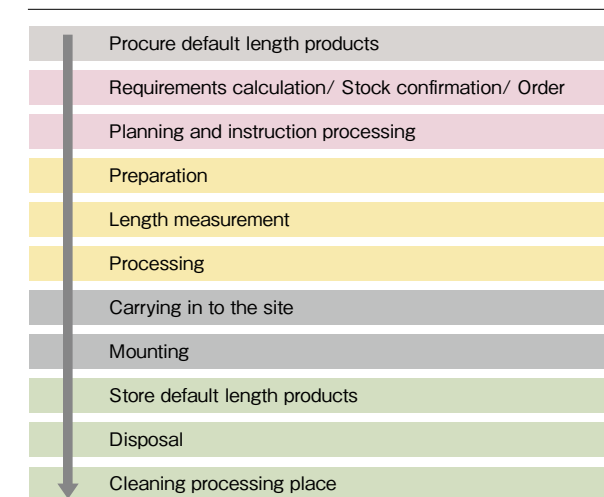 Procure default length products
Requirements calculation/ Stock confirmation/ Order
Planning and instruction processing
Preparation
Length measurement
Processing
Carrying in to the site
Mounting
Store default length products
Disposal
Cleaning processing place